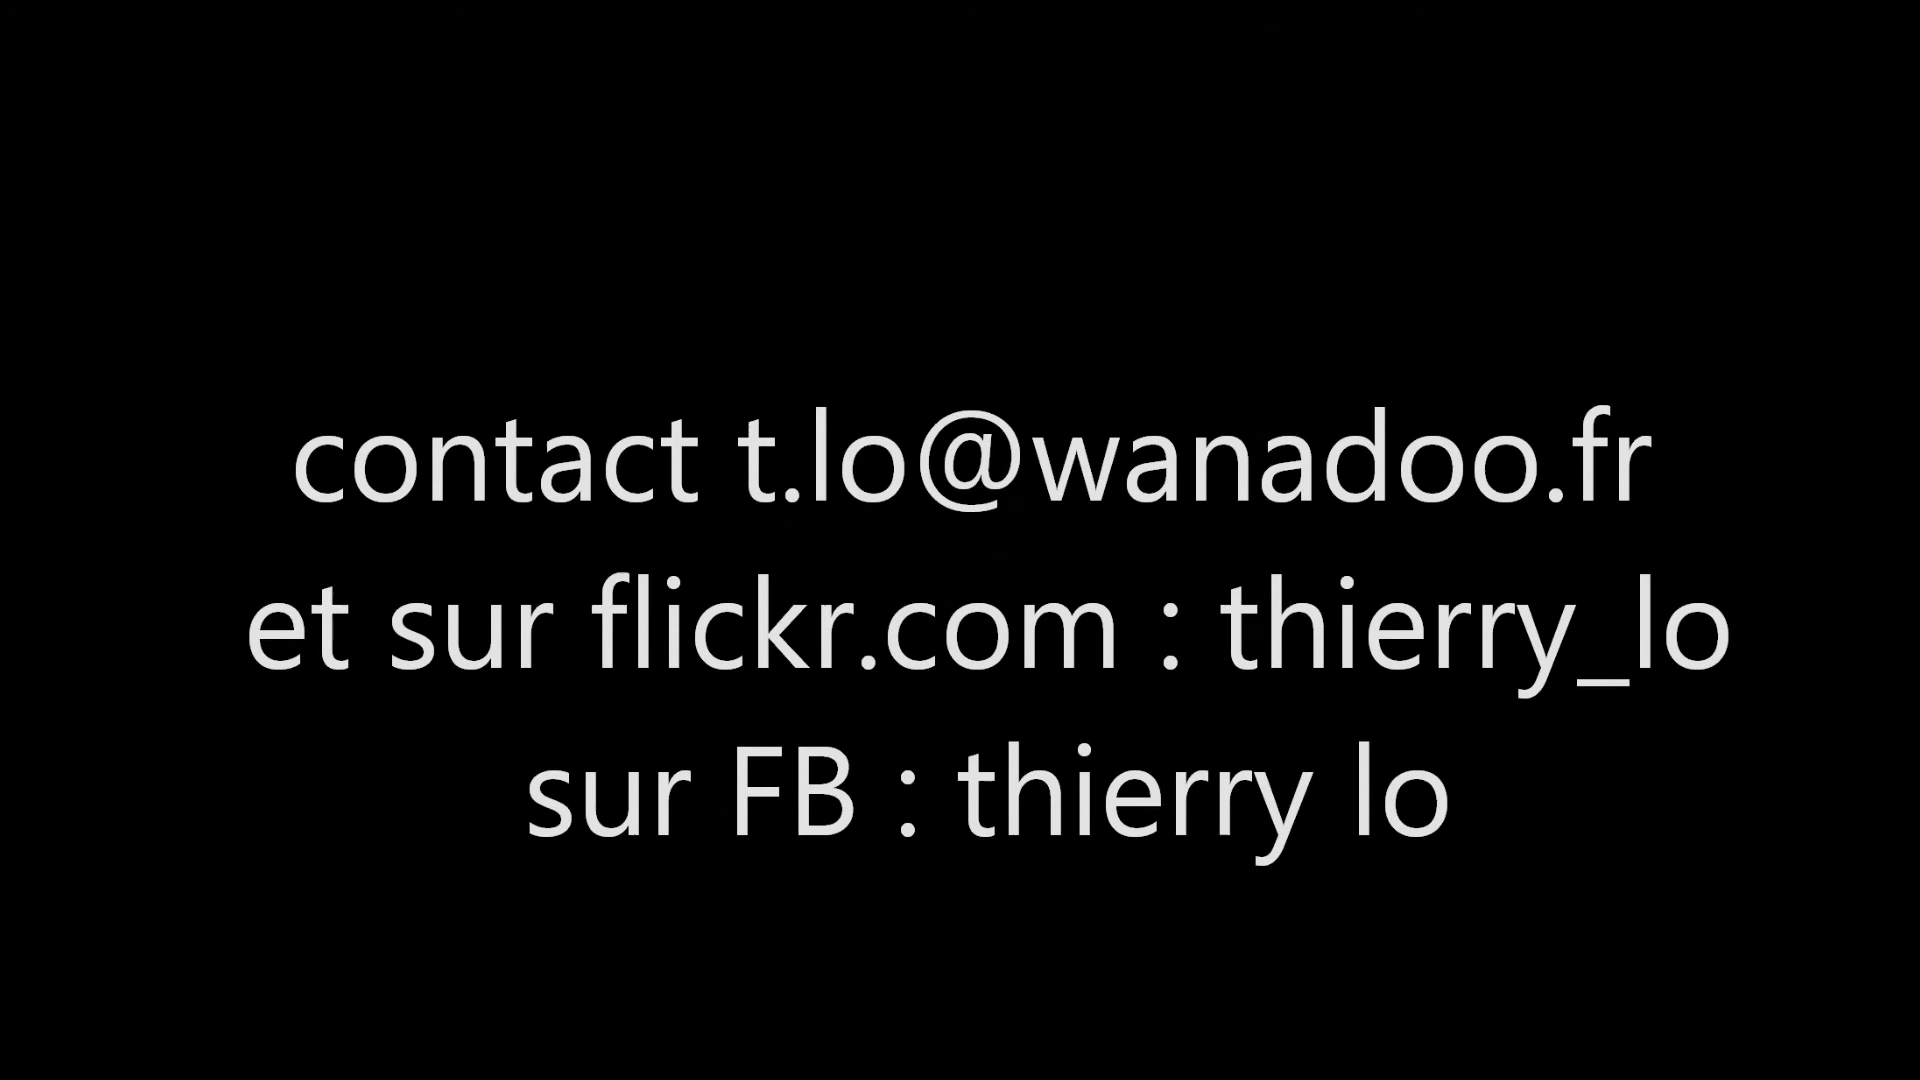 contact t.lo@wanadoo.fr
et sur flickr.com : thierry_lo
sur FB : thierry lo